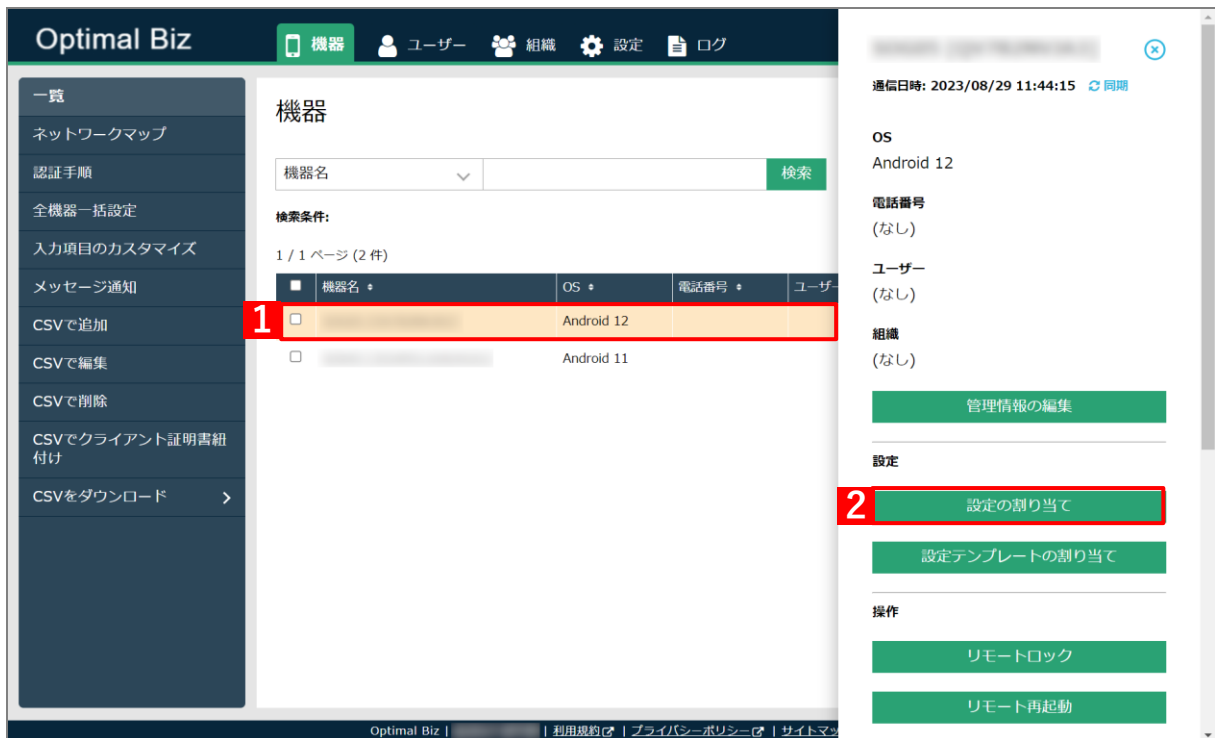 Optimal Biz
機器
ユーザー
組織
設定
ログ
一覧
ネットワークマップ
認証手順
全機器一括設定
入力項目のカスタマイズ
メッセージ通知
CSVで追加
CSVで編集
CSVで削除
CSVでクライアント証明書紐
付け
CSVをダウンロード
機器
機器名
検索
検索条件:
1 / 1 ページ (2 件)
機器名 OS 電話番号 ユーザー
1
Android 12
Android 11
通信日時: 2023/08/29 11:44:15 同期
OS
Android 12
電話番号
(なし)
ユーザー
(なし)
組織
(なし)
管理情報の編集
設定
2
設定の割り当て
設定テンプレートの割り当て
操作
リモートロック
リモート再起動
Optimal Biz | | 利用規約 | プライバシーポリシー | サイトマッ